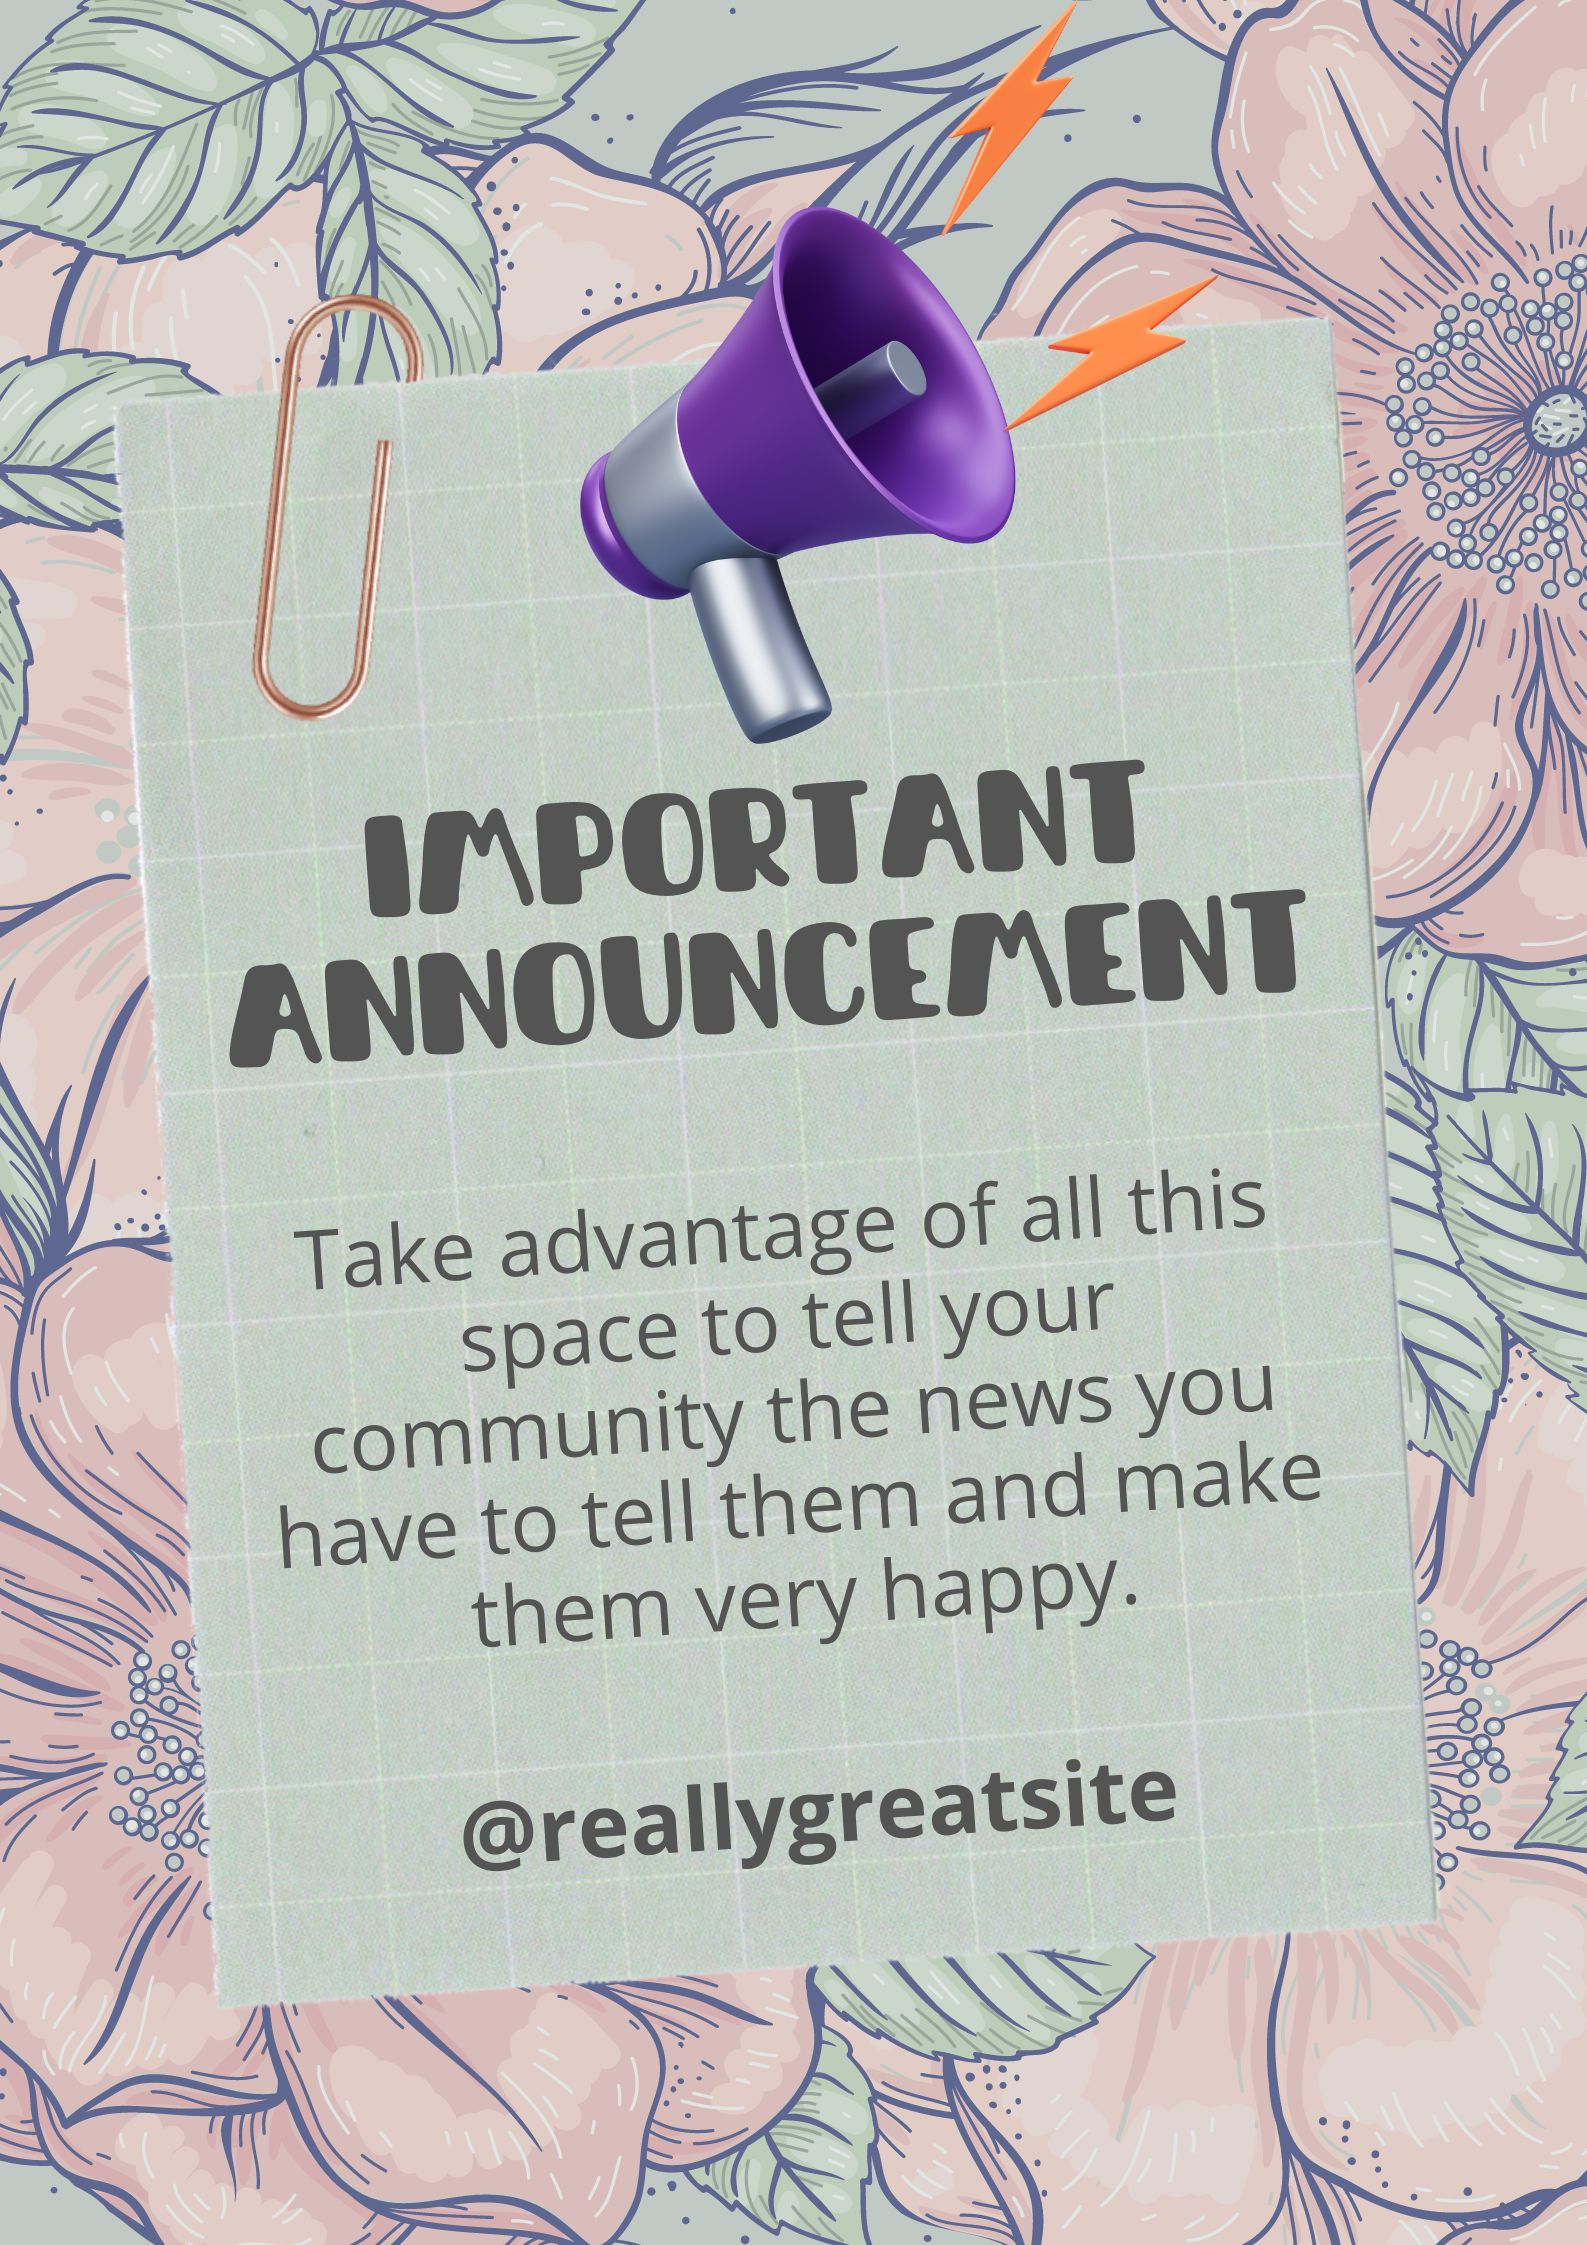 IMPORTANT
ANNOUNCEMENT
Take advantage of all this
space to tell your
community the news you
have to tell them and make
them very happy.
@reallygreatsite